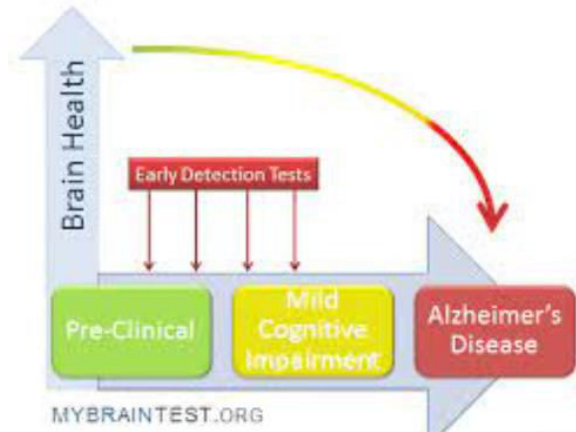 Brain Health
Early Detection Tests
Pre-Clinical
Mild
Cognitive
Impairment
Alzheimer's
Disease
MYBRAINTEST.ORG